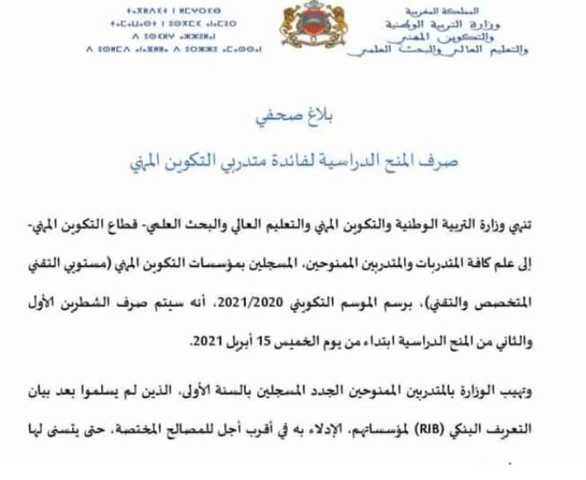 المملكة المغربية
وزارة التربية الوطنية
والتكوين المهني
والتعليم العالي والبحث العلمي
بلاغ صحفي
صرف المنح الدراسية لفائدة متدربي التكوين المهني
تنهي وزارة التربية الوطنية والتكوين المهني والتعليم العالي والبحث العلمي- قطاع التكوين المهني-
إلى علم كافة المتدربات والمتدربين الممنوحين، المسجلين بمؤسسات التكوين المهني (مستويي التقني
المتخصص والتقني)، برسم الموسم التكويني 2021/2020، أنه سيتم صرف الشطرين الأول
والثاني من المنح الدراسية ابتداء من يوم الخميس 15 أبريل 2021.
وتهيب الوزارة بالمتدربين الممنوحين الجدد المسجلين بالسنة الأولى، الذين لم يسلموا بعد بيان
التعريف البنكي (RIB) لمؤسساتهم، الإدلاء به في أقرب أجل للمصالح المختصة، حتى يتسنى لها